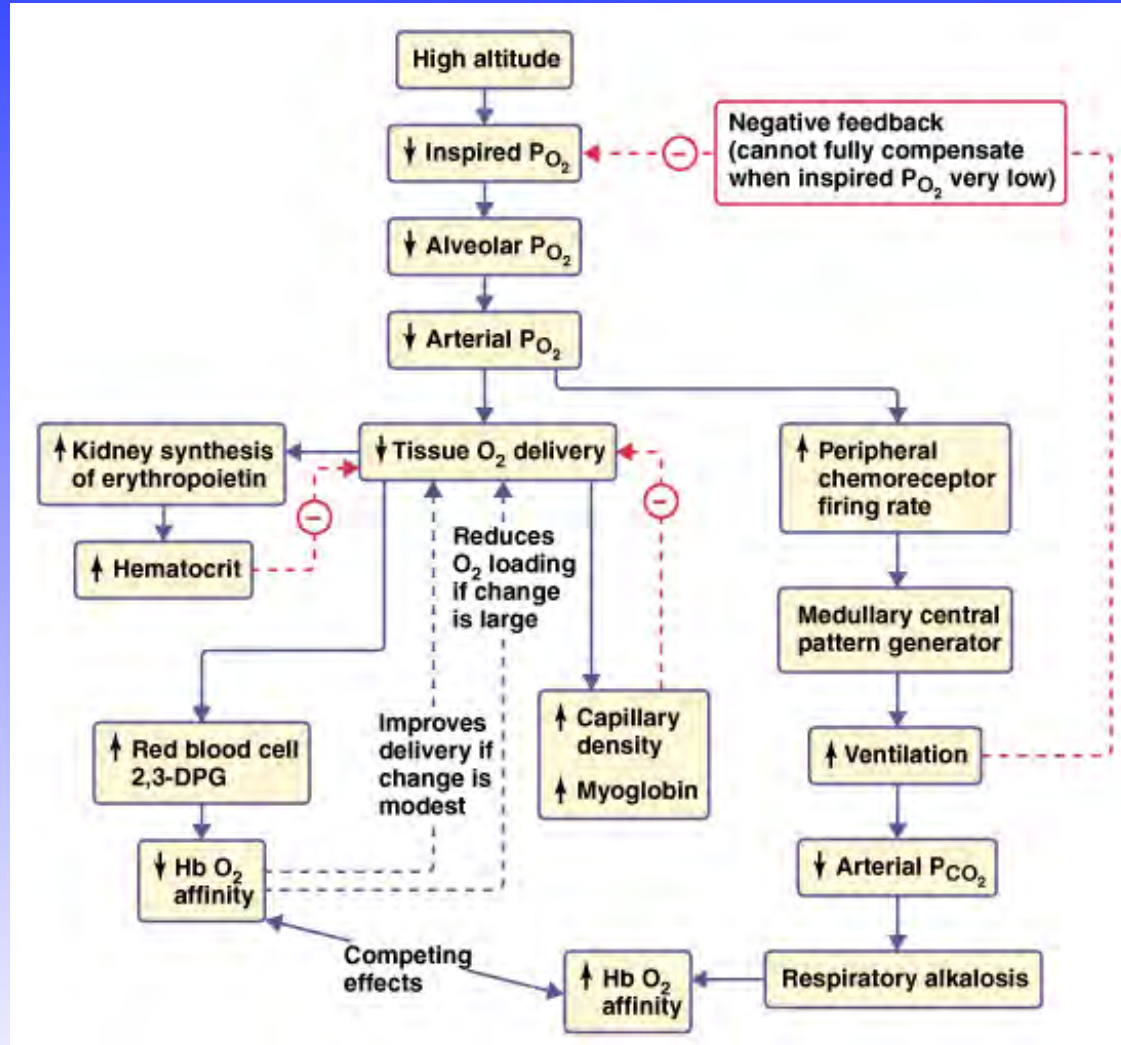 High altitude
↓ Inspired PO₂
Negative feedback
(cannot fully compensate
when inspired PO₂ very low)
−
↓ Alveolar PO₂
↓ Arterial PO₂
↑ Kidney synthesis
of erythropoietin
↓ Tissue O₂ delivery
↑ Peripheral
chemoreceptor
firing rate
−
−
↑ Hematocrit
Reduces
O₂ loading
if change
is large
Medullary central
pattern generator
↑ Red blood cell
2,3-DPG
Improves
delivery if
change is
modest
↑ Capillary
density
↑ Myoglobin
↑ Ventilation
↓ Hb O₂
affinity
↓ Arterial PCO₂
Competing
effects
↑ Hb O₂
affinity
Respiratory alkalosis